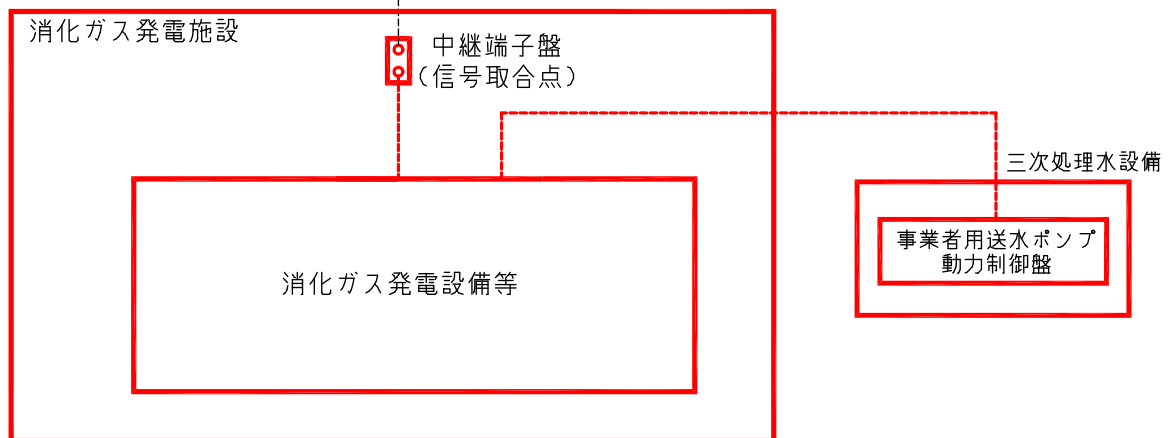 消化ガス発電施設
中継端子盤
（信号取合点）
三次処理水設備
事業者用送水ポンプ
動力制御盤
消化ガス発電設備等